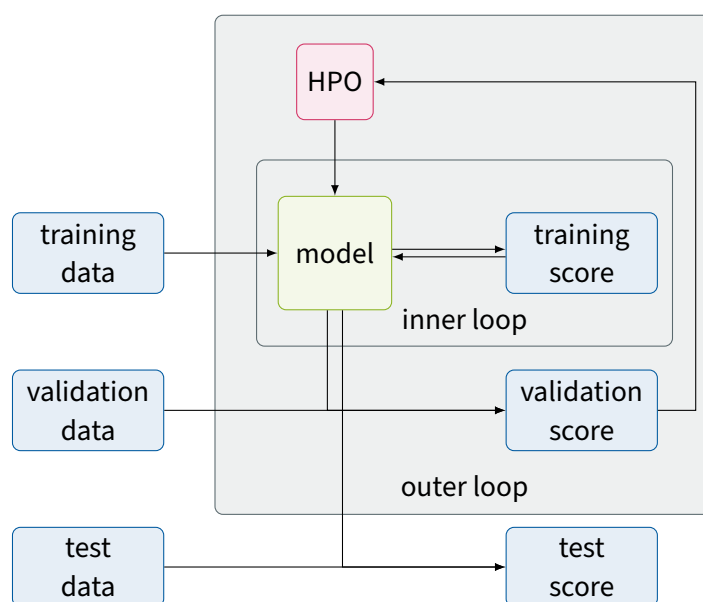 HPO
training
data
model
training
score
inner loop
validation
data
validation
score
outer loop
test
data
test
score